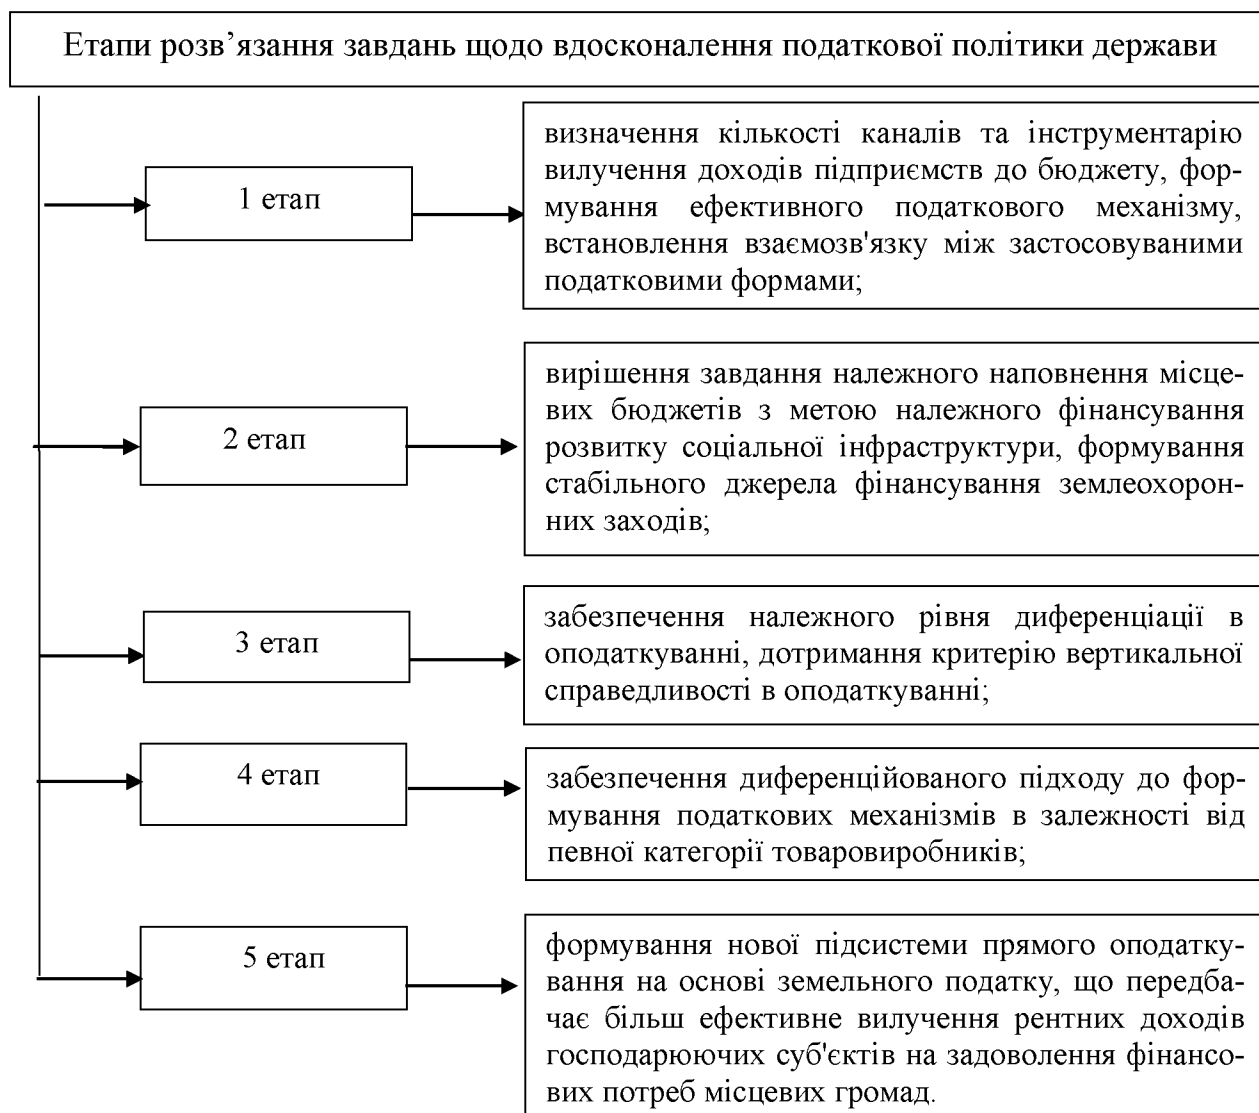 Етапи розв’язання завдань щодо вдосконалення податкової політики держави
1 етап
визначення кількості каналів та інструментарію
вилучення доходів підприємств до бюджету, фор-
мування ефективного податкового механізму,
встановлення взаємозв'язку між застосовуваними
податковими формами;
2 етап
вирішення завдання належного наповнення місце-
вих бюджетів з метою належного фінансування
розвитку соціальної інфраструктури, формування
стабільного джерела фінансування землеохорон-
них заходів;
3 етап
забезпечення належного рівня диференціації в
оподаткуванні, дотримання критерію вертикальної
справедливості в оподаткуванні;
4 етап
забезпечення диференційованого підходу до фор-
мування податкових механізмів в залежності від
певної категорії товаровиробників;
5 етап
формування нової підсистеми прямого оподатку-
вання на основі земельного податку, що передба-
чає більш ефективне вилучення рентних доходів
господарюючих суб'єктів на задоволення фінансо-
вих потреб місцевих громад.